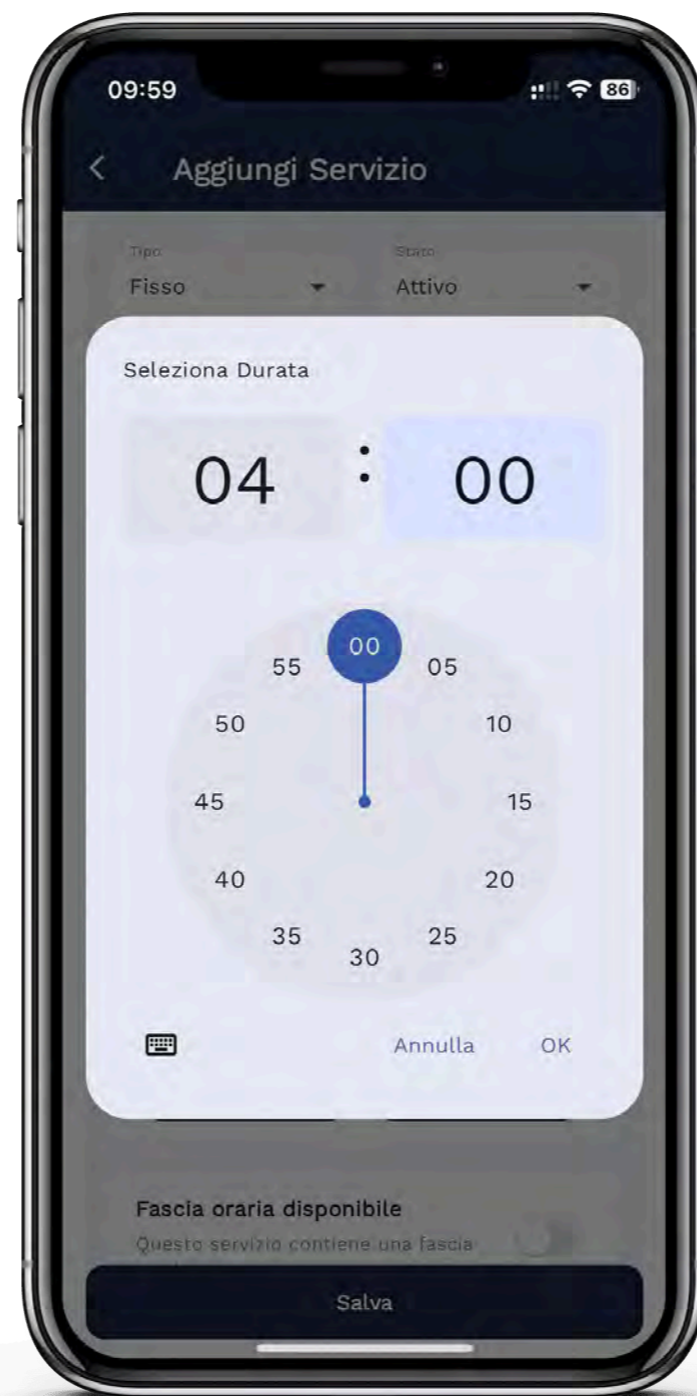 09:59
86
Aggiungi Servizio
Tipo Stato
Fisso Attivo
Seleziona Durata
04 : 00
00
55 05
50 10
45 15
40 20
35 25
30
Annulla OK
Fascia oraria disponibile
Questo servizio contiene una fascia
Salva